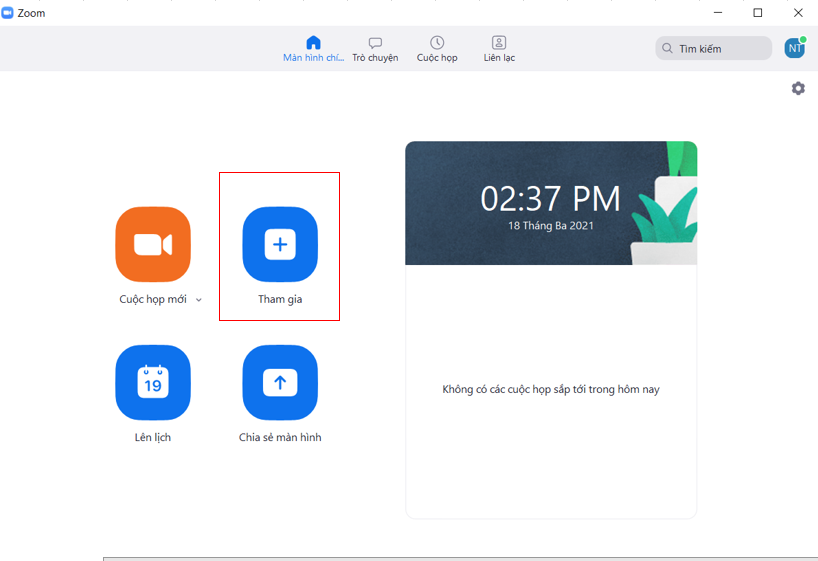 Zoom
Màn hình chí...
Trò chuyện
Cuộc họp
Liên lạc
Tìm kiếm
NT
02:37 PM
18 Tháng Ba 2021
Cuộc họp mới
Tham gia
Không có các cuộc họp sắp tới trong hôm nay
19
Lên lịch
Chia sẻ màn hình